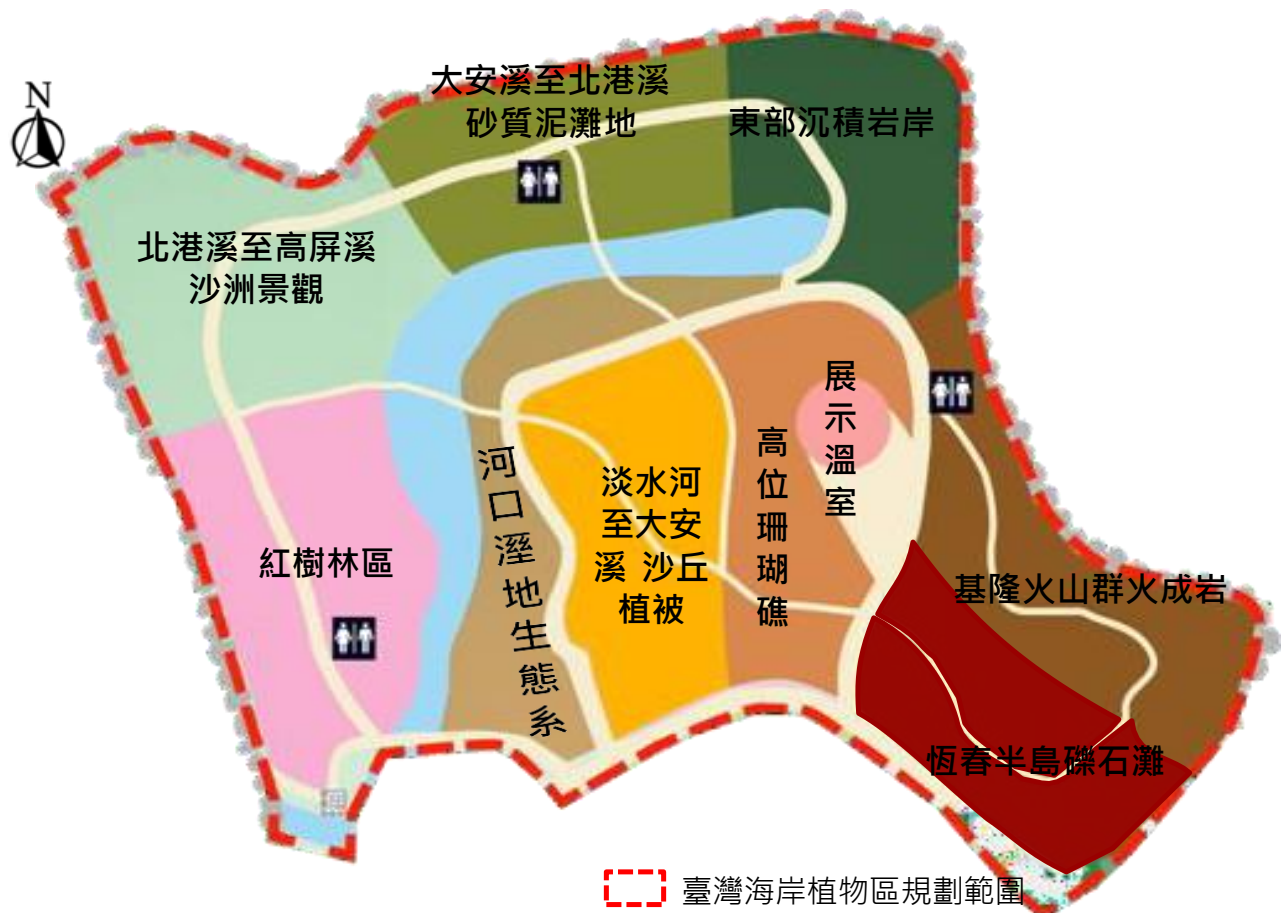 N
大安溪至北港溪
砂質泥灘地
東部沉積岩岸
北港溪至高屏溪
沙洲景觀
展示溫室
高位珊瑚礁
河口溼地生態系
淡水河
至大安
溪 沙丘
植被
紅樹林區
基隆火山群火成岩
恆春半島礫石灘
臺灣海岸植物區規劃範圍